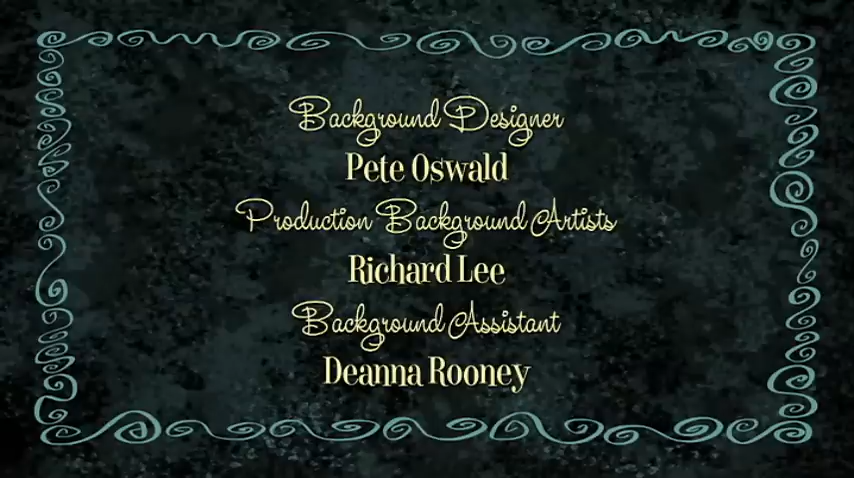 Background Designer
Pete Oswald
Production Background Artists
Richard Lee
Background Assistant
Deanna Rooney